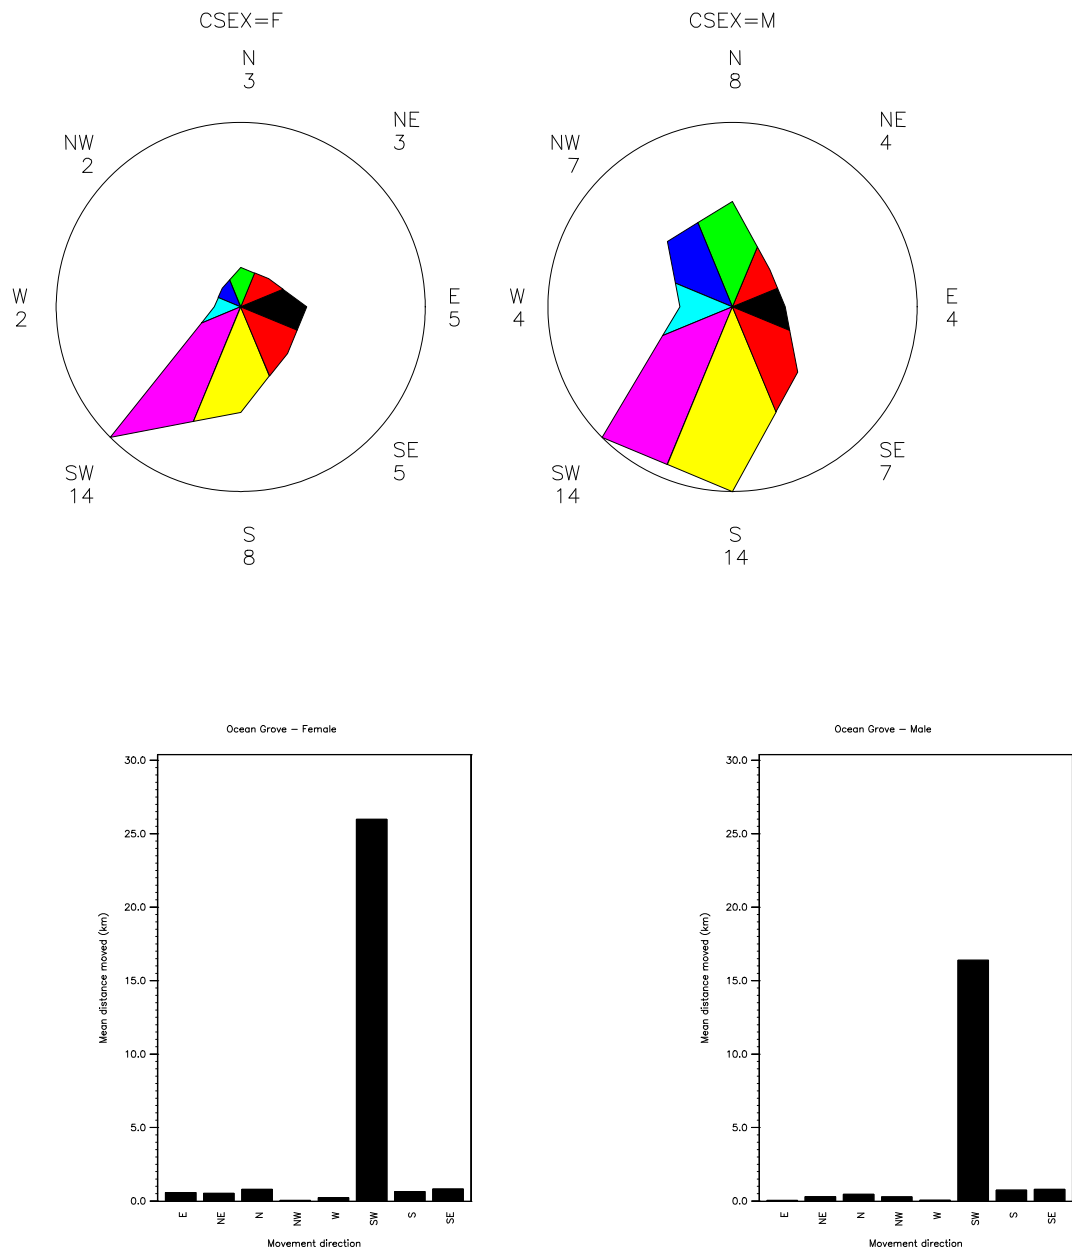 CSEX=F
N
3
NE
3
NW
2
W
2
E
5
SW
14
SE
5
S
8
CSEX=M
N
8
NE
4
NW
7
W
4
E
4
SW
14
SE
7
S
14
Ocean Grove – Female
30.0
25.0
20.0
15.0
10.0
5.0
0.0
Mean distance moved (km)
E NE N NW W SW S SE
Movement direction
Ocean Grove – Male
30.0
25.0
20.0
15.0
10.0
5.0
0.0
Mean distance moved (km)
E NE N NW W SW S SE
Movement direction